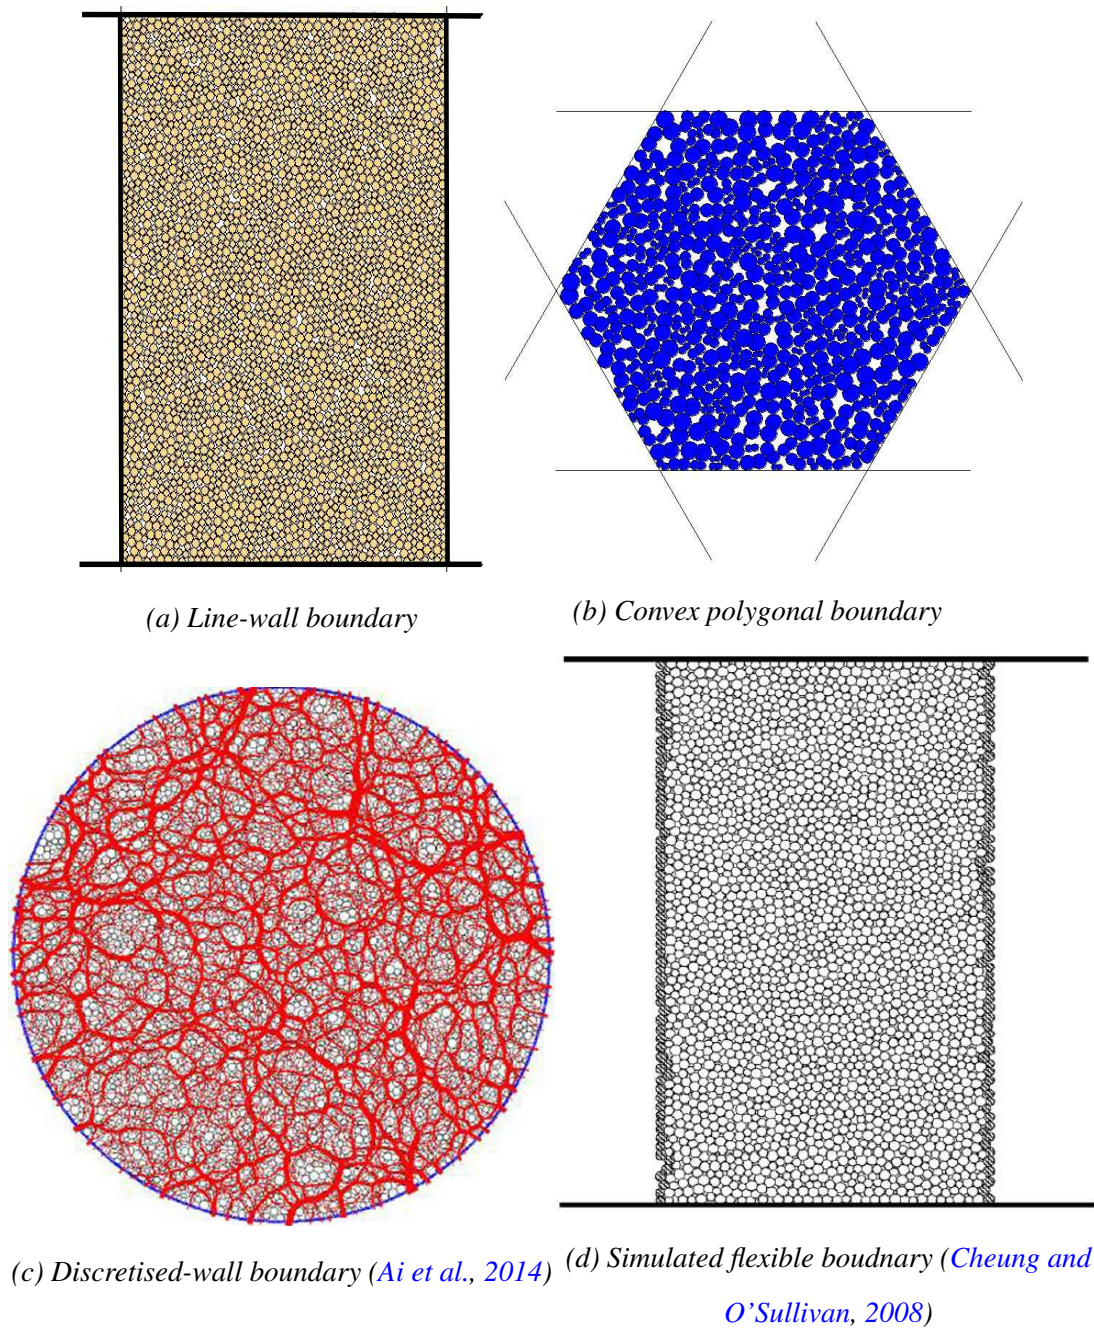 (a) Line-wall boundary
(b) Convex polygonal boundary
(c) Discretised-wall boundary (Ai et al., 2014)
(d) Simulated flexible boudnary (Cheung and
O'Sullivan, 2008)